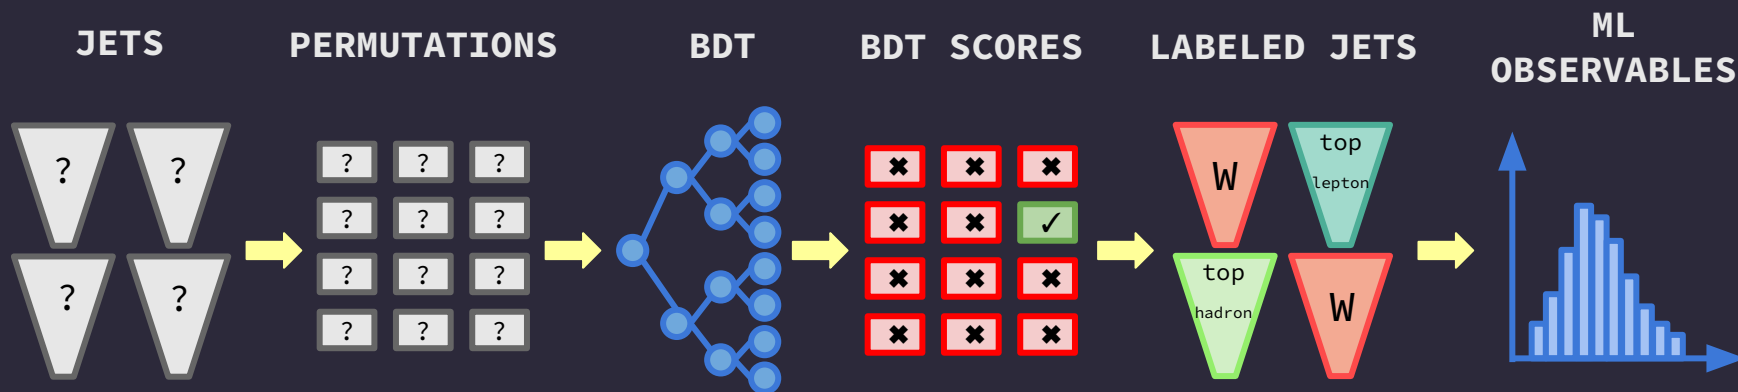 JETS
PERMUTATIONS
BDT
BDT SCORES
LABELED JETS
ML
OBSERVABLES
? ?
? ?
? ? ?
? ? ?
? ? ?
? ? ?
✖ ✖ ✖
✖ ✖ ✓
✖ ✖ ✖
✖ ✖ ✖
W
top
lepton
top
hadron
W